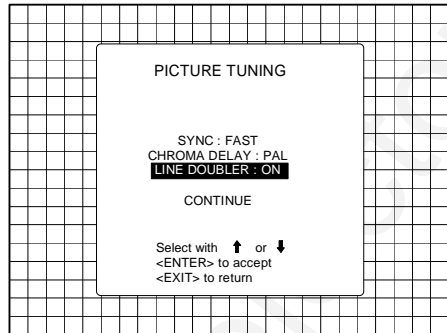 PICTURE TUNING
SYNC : FAST
CHROMA DELAY : PAL
LINE DOUBLER : ON
CONTINUE
Select with ⬆ or ⬇
<ENTER> to accept
<EXIT> to return